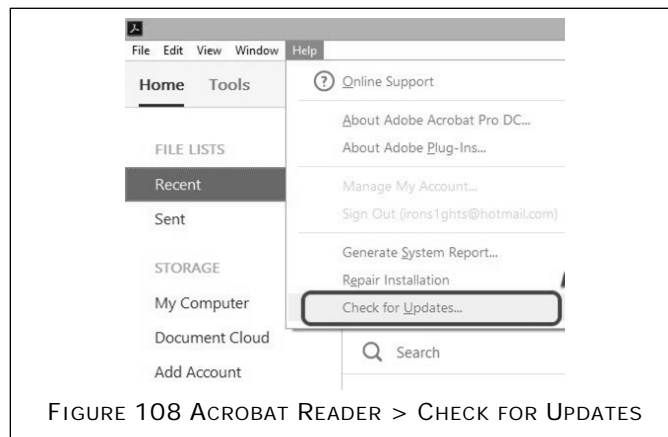 File Edit View Window Help
Home Tools
Online Support
About Adobe Acrobat Pro DC...
About Adobe Plug-Ins...
Manage My Account...
Sign Out (irons1ghts@hotmail.com)
Generate System Report...
Repair Installation
Check for Updates...
FILE LISTS
Recent
Sent
STORAGE
My Computer
Document Cloud
Add Account
Search
FIGURE 108 ACROBAT READER > CHECK FOR UPDATES